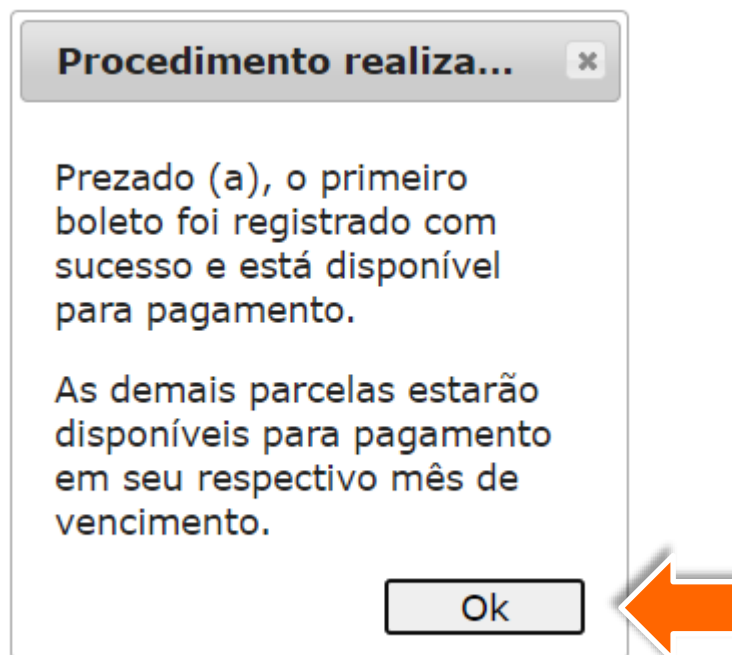 Procedimento realiza...
Prezado (a), o primeiro
boleto foi registrado com
sucesso e está disponível
para pagamento.
As demais parcelas estarão
disponíveis para pagamento
em seu respectivo mês de
vencimento.
Ok